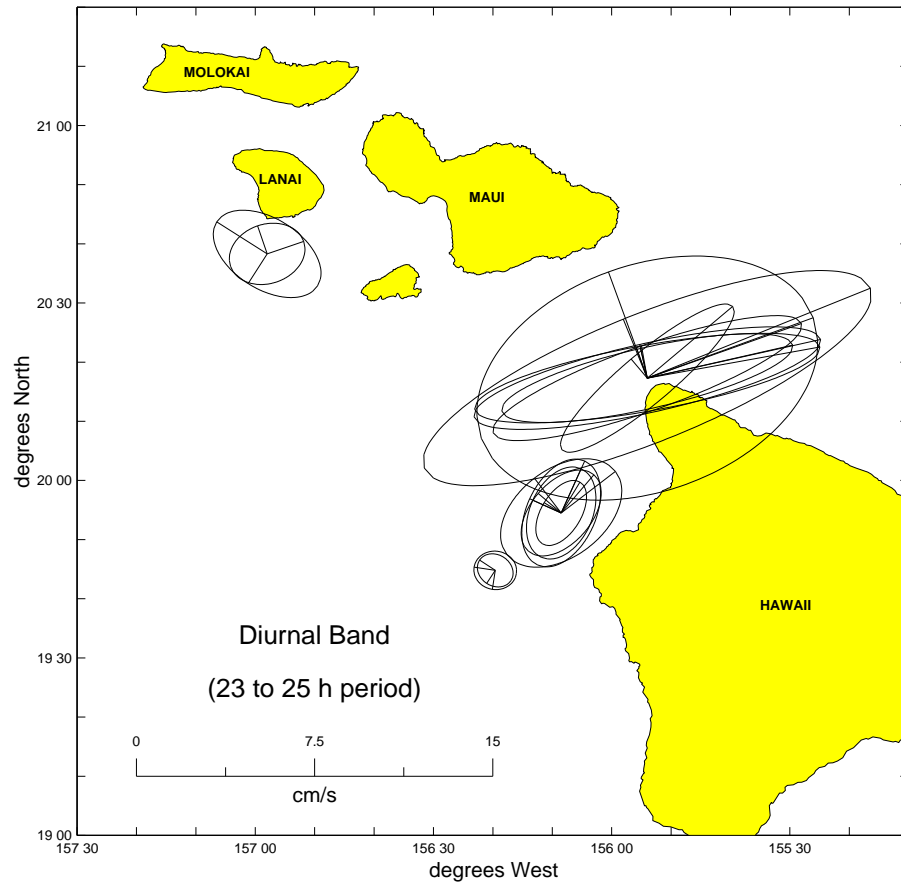 MOLOKAI
21 00
LANAI
MAUI
20 30
degrees North
20 00
HAWAII
Diurnal Band
19 30
(23 to 25 h period)
0 7.5 15
cm/s
19 00
157 30 157 00 156 30 156 00 155 30
degrees West